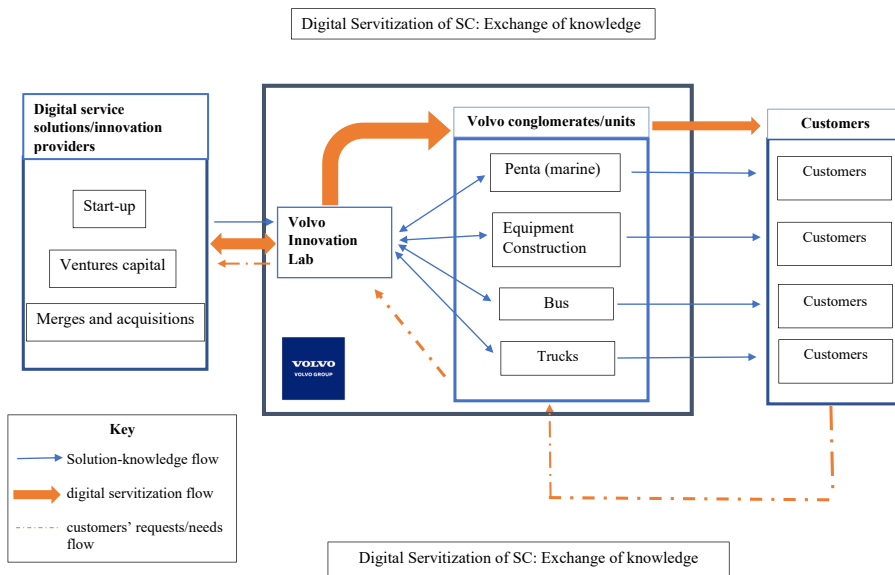 Digital Servitization of SC: Exchange of knowledge
Digital service
solutions/innovation
providers
Start-up
Ventures capital
Merges and acquisitions
Volvo
Innovation
Lab
VOLVO
VOLVO GROUP
Volvo conglomerates/units
Penta (marine)
Equipment
Construction
Bus
Trucks
Customers
Customers
Customers
Customers
Customers
Key
Solution-knowledge flow
digital servitization flow
customers’ requests/needs
flow
Digital Servitization of SC: Exchange of knowledge